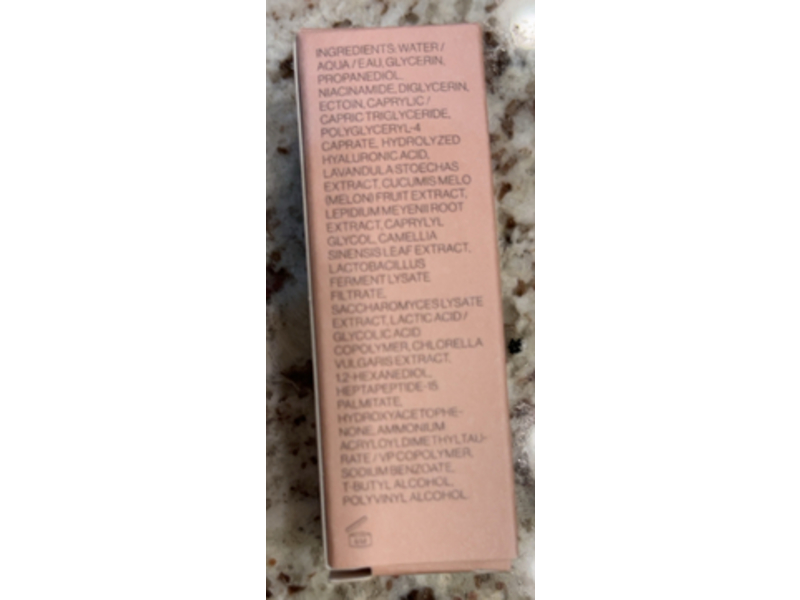 INGREDIENTS: WATER /
AQUA / EAU, GLYCERIN,
PROPANEDIOL,
NIACINAMIDE, DIGLYCERIN,
ECTOIN, CAPRYLIC /
CAPRIC TRIGLYCERIDE,
POLYGLYCERYL-4
CAPRATE, HYDROLYZED
HYALURONIC ACID,
LAVANDULA STOECHAS
EXTRACT, CUCUMIS MELO
(MELON) FRUIT EXTRACT,
LEPIDIUM MEYENII ROOT
EXTRACT, CAPRYLYL
GLYCOL, CAMELLIA
SINENSIS LEAF EXTRACT,
LACTOBACILLUS
FERMENT LYSATE
FILTRATE,
SACCHAROMYCES LYSATE
EXTRACT, LACTIC ACID /
GLYCOLIC ACID
COPOLYMER, CHLORELLA
VULGARIS EXTRACT,
1,2-HEXANEDIOL,
HEPTAPEPTIDE-15
PALMITATE,
HYDROXYACETOPHE-
NONE, AMMONIUM
ACRYLOYLDIMETHYLTAU-
RATE / VP COPOLYMER,
SODIUM BENZOATE,
T-BUTYL ALCOHOL,
POLYVINYL ALCOHOL.